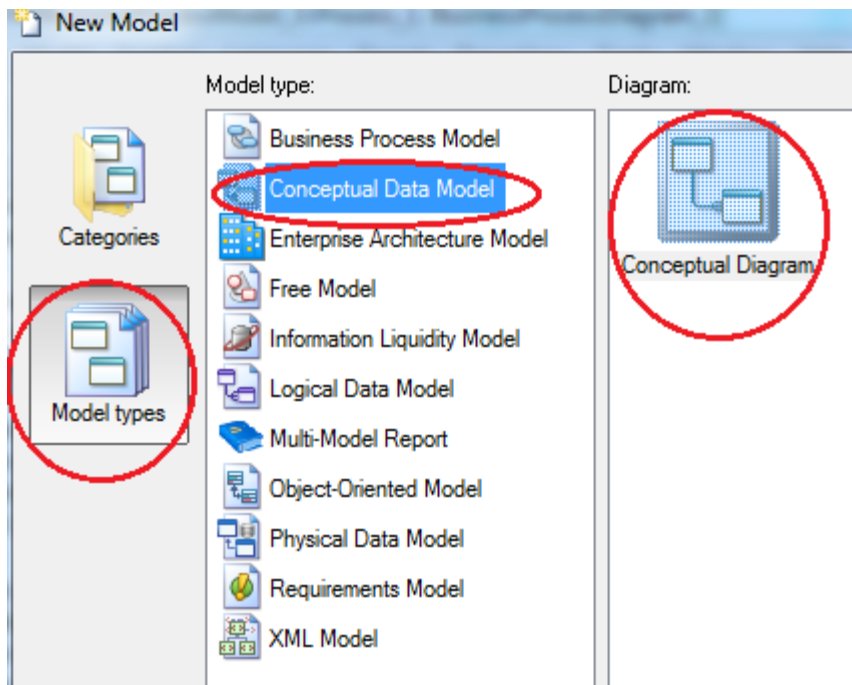 New Model
Model type:
Diagram:
Categories
Model types
Business Process Model
Conceptual Data Model
Enterprise Architecture Model
Free Model
Information Liquidity Model
Logical Data Model
Multi-Model Report
Object-Oriented Model
Physical Data Model
Requirements Model
XML Model
Conceptual Diagram